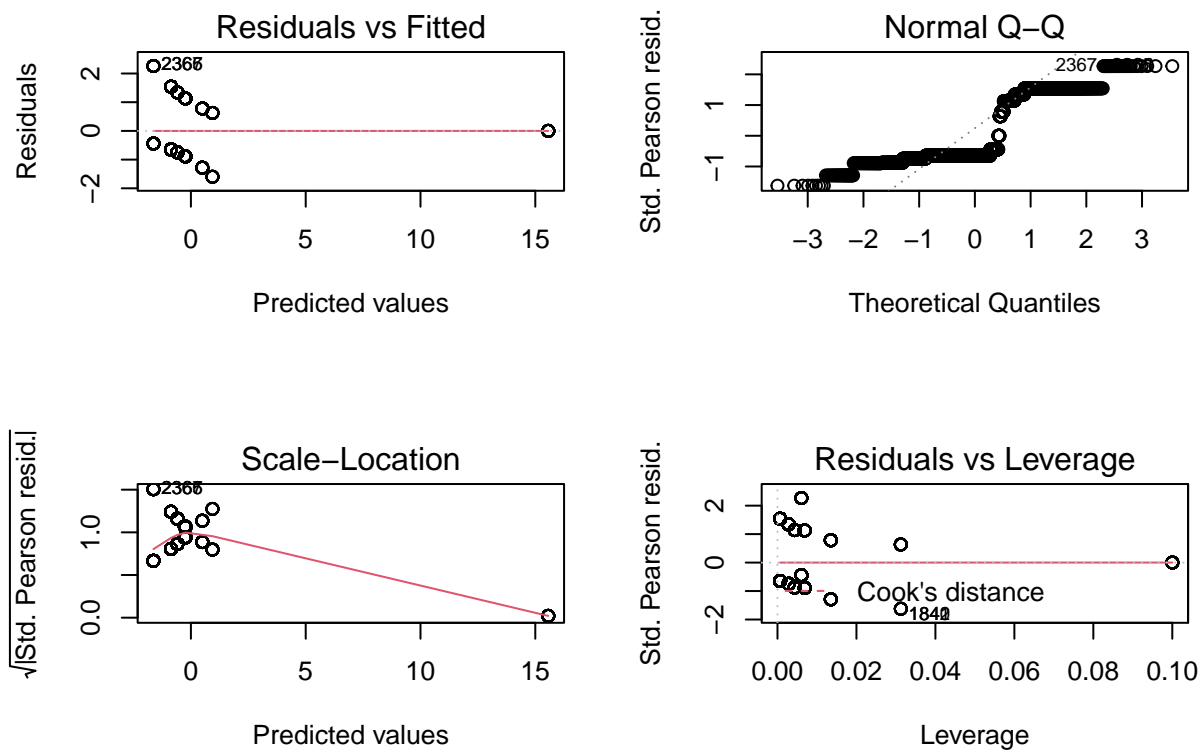 Residuals vs Fitted
Residuals
2
0
−2
0 5 10 15
Predicted values
Normal Q−Q
Std. Pearson resid.
1
−1
2367
−3 −2 −1 0 1 2 3
Theoretical Quantiles
Scale−Location
√|Std. Pearson resid.|
1.0
0.0
0 5 10 15
Predicted values
Residuals vs Leverage
Std. Pearson resid.
2
0
−2
Cook's distance
0.00 0.02 0.04 0.06 0.08 0.10
Leverage